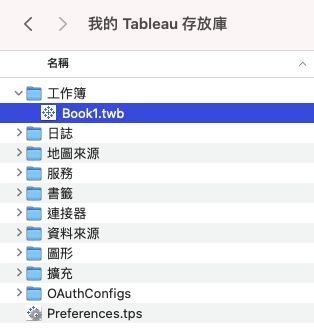 我的 Tableau 存放庫
名稱
工作簿
Book1.twb
日誌
地圖來源
服務
書籤
連接器
資料來源
圖形
擴充
OAuthConfigs
Preferences.tps